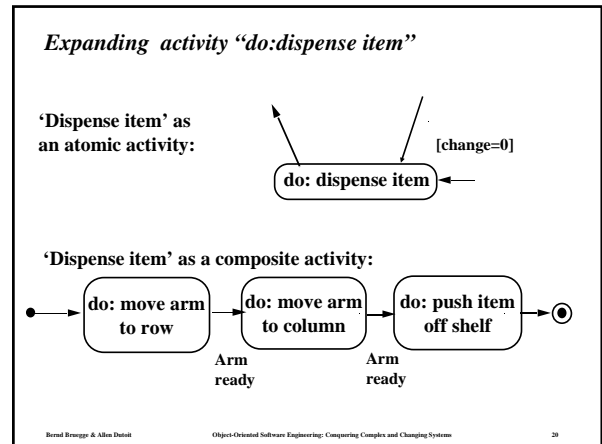 Expanding activity “do:dispense item”
‘Dispense item’ as
an atomic activity:
[change=0]
do: dispense item
‘Dispense item’ as a composite activity:
do: move arm
to row
Arm
ready
do: move arm
to column
Arm
ready
do: push item
off shelf
Bernd Bruegge & Allen Dutoit
Object-Oriented Software Engineering: Conquering Complex and Changing Systems
20